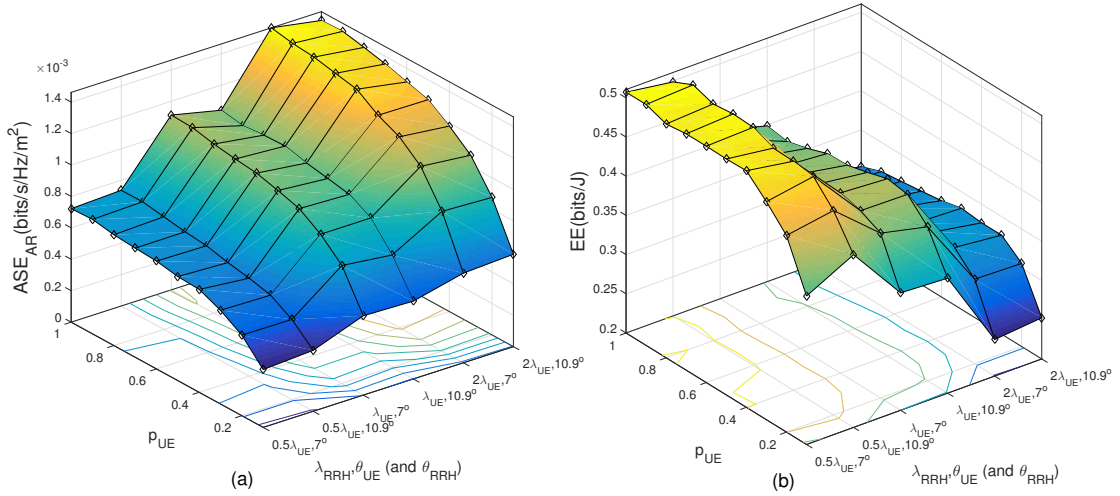 ×10⁻³
1.4
1.2
1
0.8
0.6
0.4
0.2
0
ASE_AR(bits/s/Hz/m²)
1
0.8
0.6
0.4
0.2
p_UE
0.5λ_UE,7°
0.5λ_UE,10.9°
λ_UE,7°
λ_UE,10.9°
2λ_UE,7°
2λ_UE,10.9°
λ_RRH,θ_UE (and θ_RRH)
(a)
0.5
0.45
0.4
0.35
0.3
0.25
0.2
EE(bits/J)
1
0.8
0.6
0.4
0.2
p_UE
0.5λ_UE,7°
0.5λ_UE,10.9°
λ_UE,7°
λ_UE,10.9°
2λ_UE,7°
2λ_UE,10.9°
λ_RRH,θ_UE (and θ_RRH)
(b)